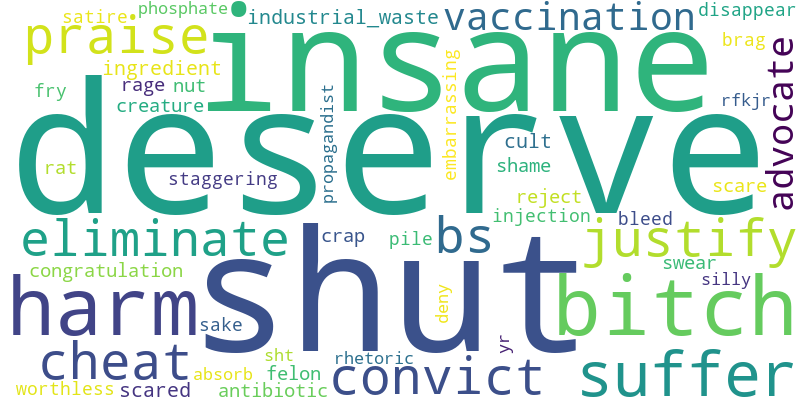 phosphate
disappear
satire
industrial_waste
vaccination
praise
insane
brag
ingredient
fry
rage
nut
creature
propagandist
embarrassing
rfkjr
advocate
deserve
cult
rat
staggering
shame
scare
reject
injection
bleed
eliminate
crap
pile
bs
justify
congratulation
swear
silly
harm
shut
deny
bitch
sake
yr
cheat
sht
rhetoric
absorb
felon
convict
suffer
worthless
scared
antibiotic